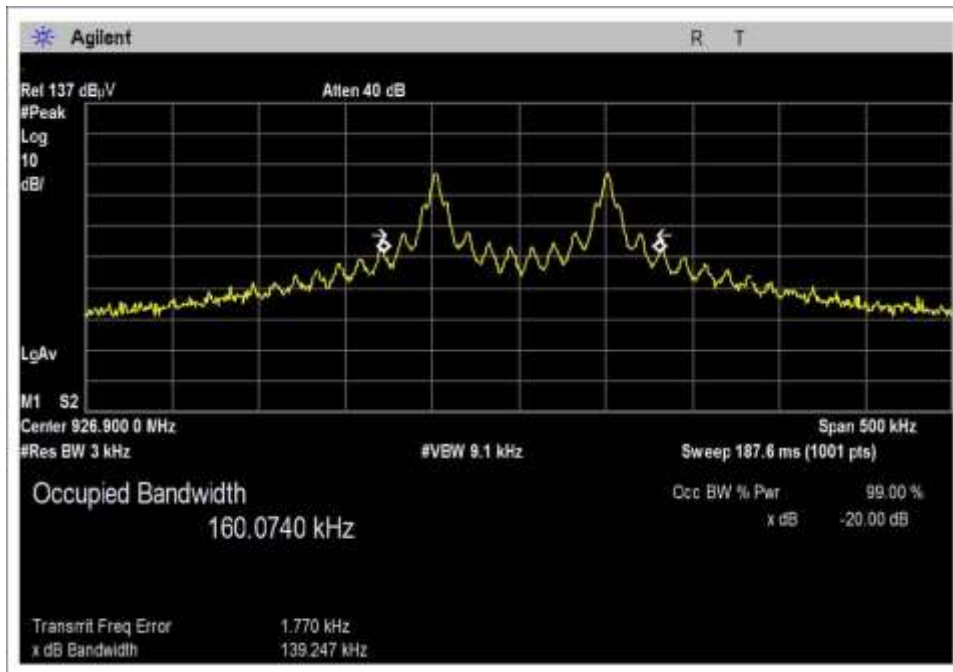 Agilent R T
Ref 137 dBµV Atten 40 dB
#Peak
Log
10
dB/
LgAv
M1 S2
Center 926.900 0 MHz Span 500 kHz
#Res BW 3 kHz #VBW 9.1 kHz Sweep 187.6 ms (1001 pts)
Occupied Bandwidth Occ BW % Pwr 99.00 %
160.0740 kHz x dB -20.00 dB
Transmit Freq Error 1.770 kHz
x dB Bandwidth 139.247 kHz